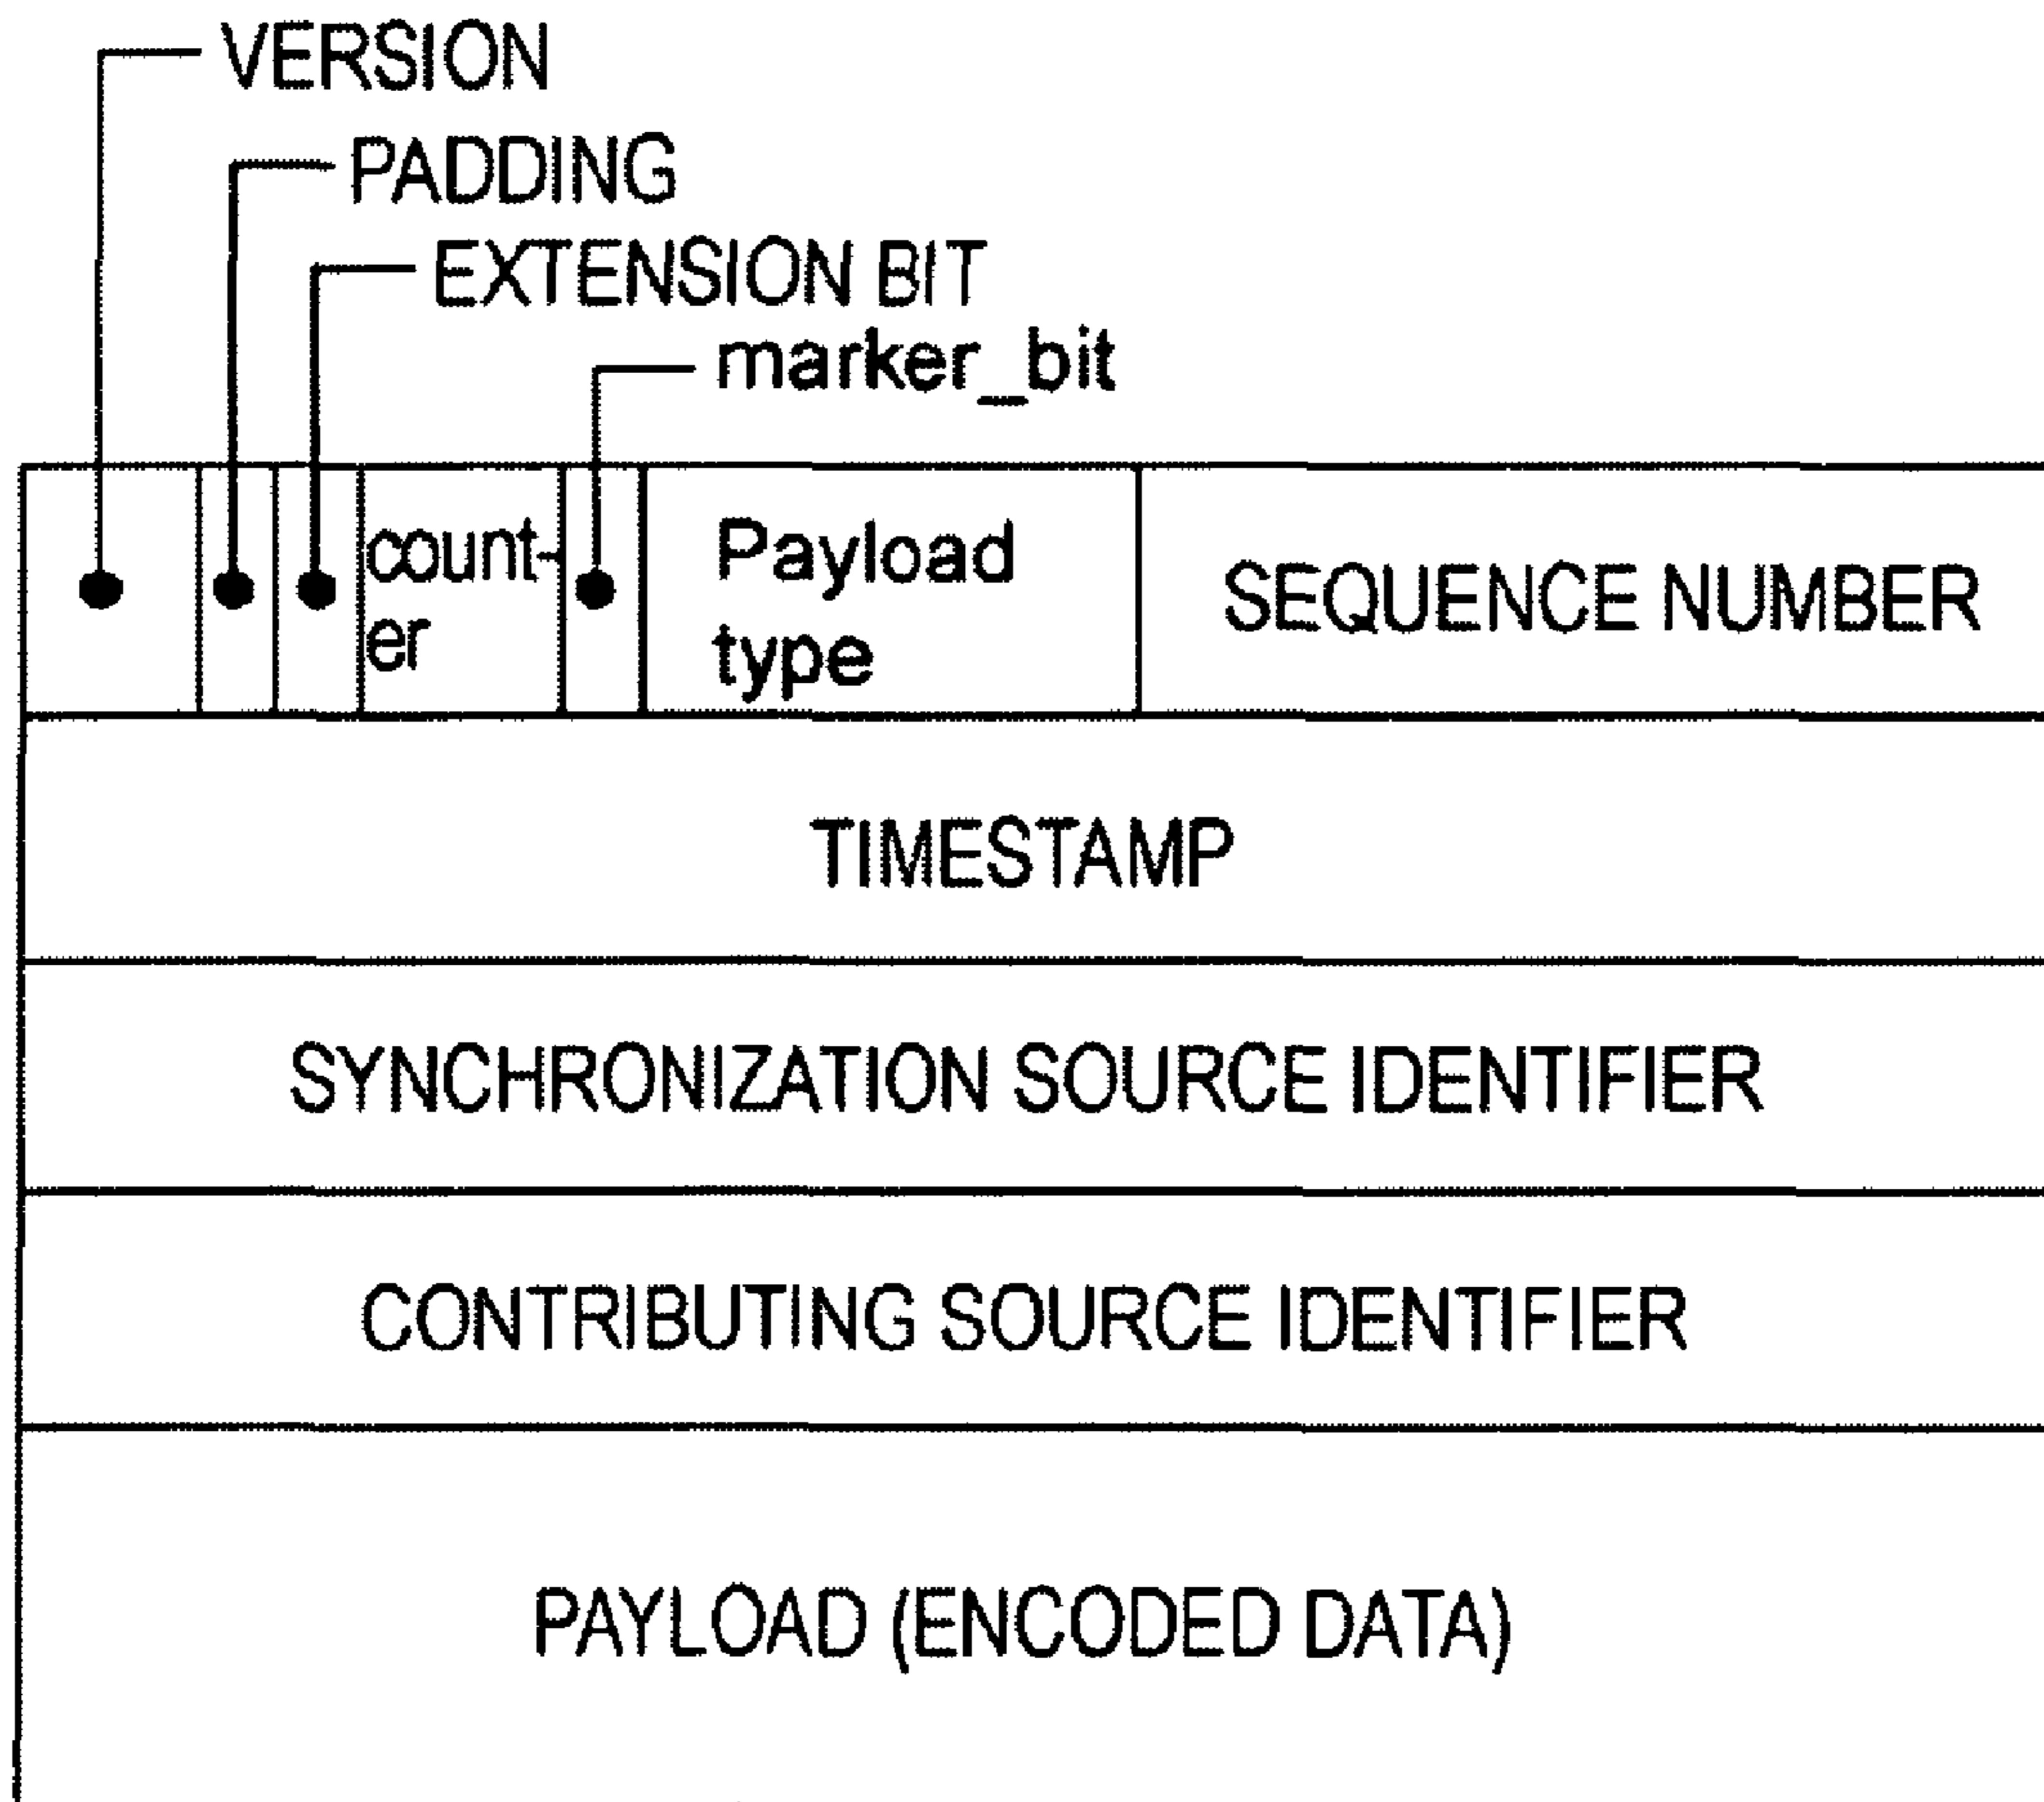 VERSION
PADDING
EXTENSION BIT
marker_bit
count-
er
Payload
type
SEQUENCE NUMBER
TIMESTAMP
SYNCHRONIZATION SOURCE IDENTIFIER
CONTRIBUTING SOURCE IDENTIFIER
PAYLOAD (ENCODED DATA)